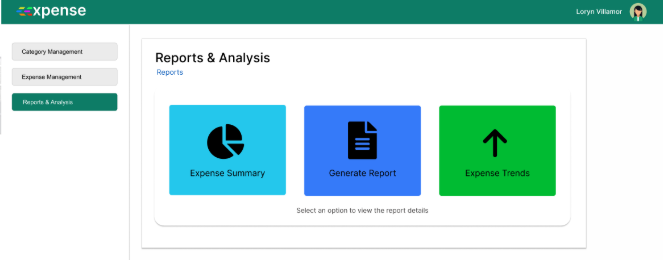 expense
Loryn Villamor
Category Management
Expense Management
Reports & Analysis
Reports & Analysis
Reports
Expense Summary
Generate Report
Expense Trends
Select an option to view the report details